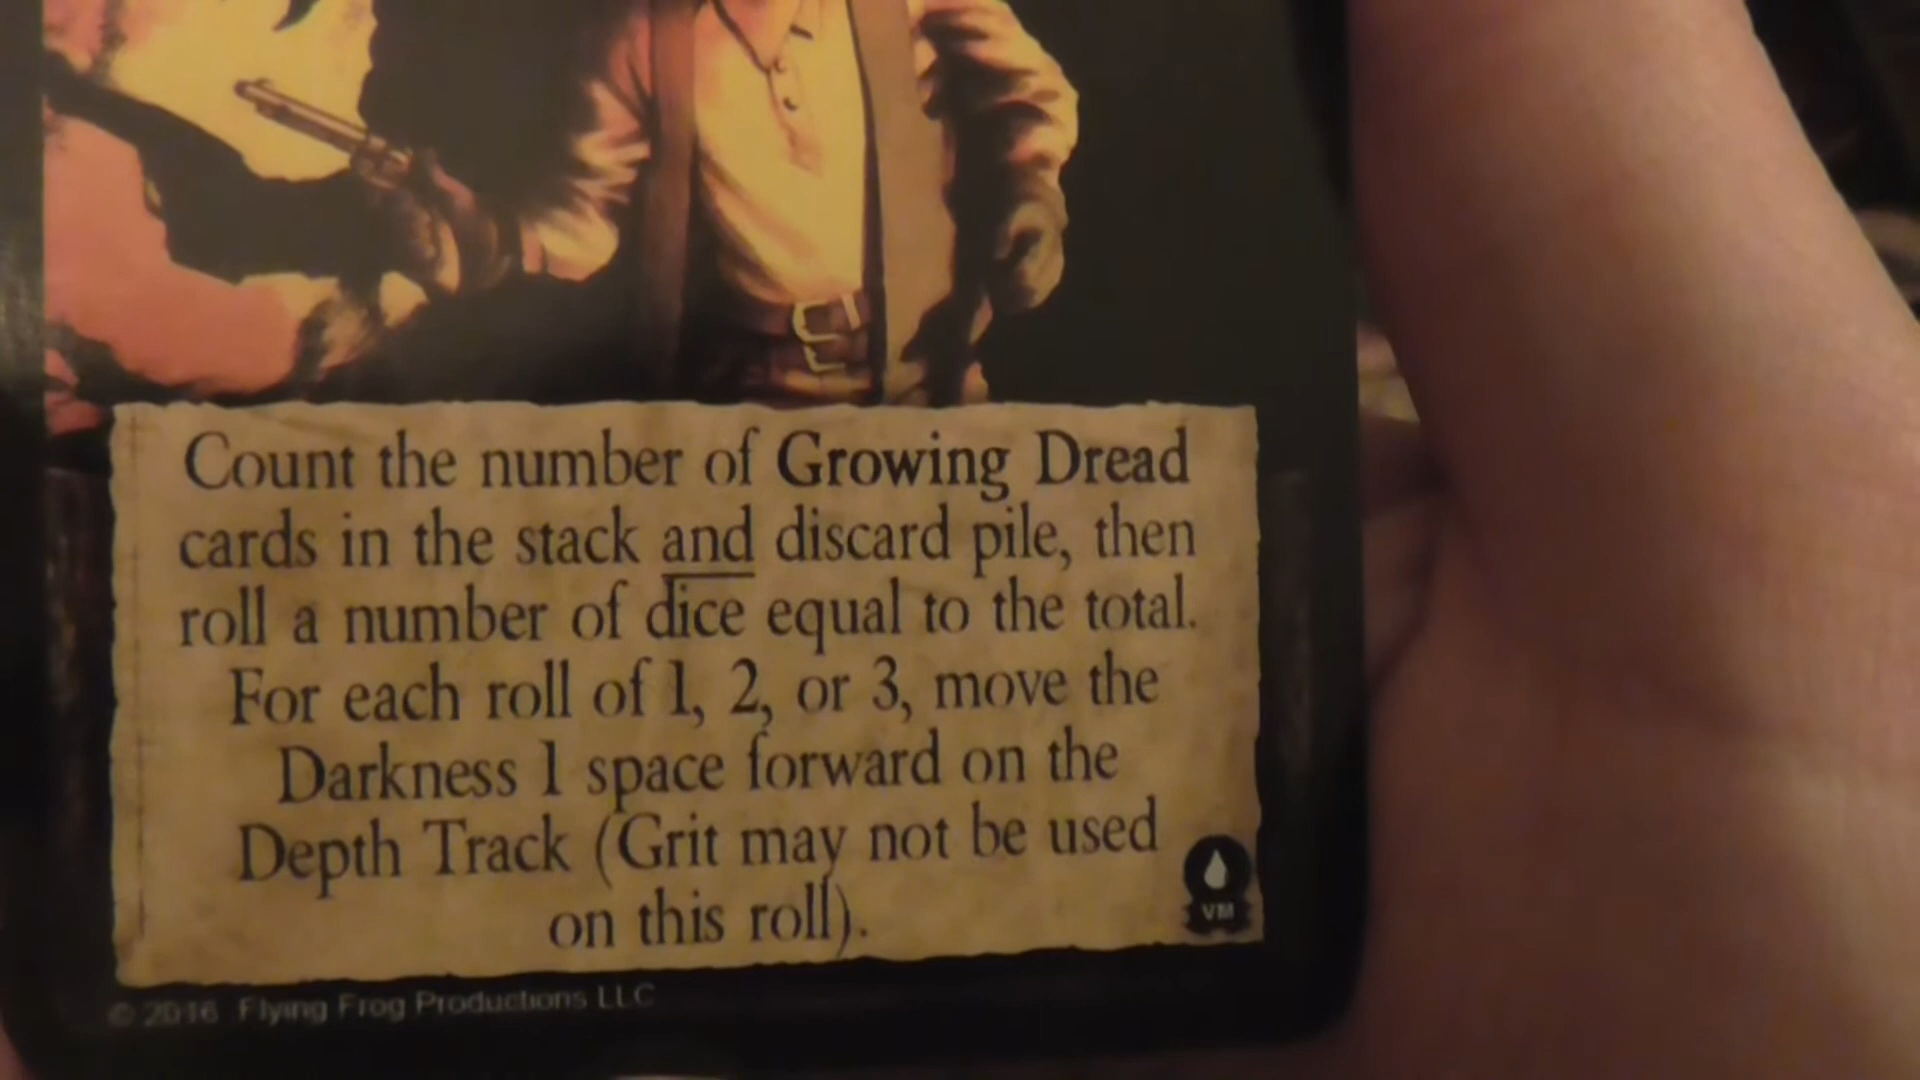 Count the number of Growing Dread
cards in the stack and discard pile, then
roll a number of dice equal to the total.
For each roll of 1, 2, or 3, move the
Darkness 1 space forward on the
Depth Track (Grit may not be used
on this roll).
VM
© 2016 Flying Frog Productions LLC